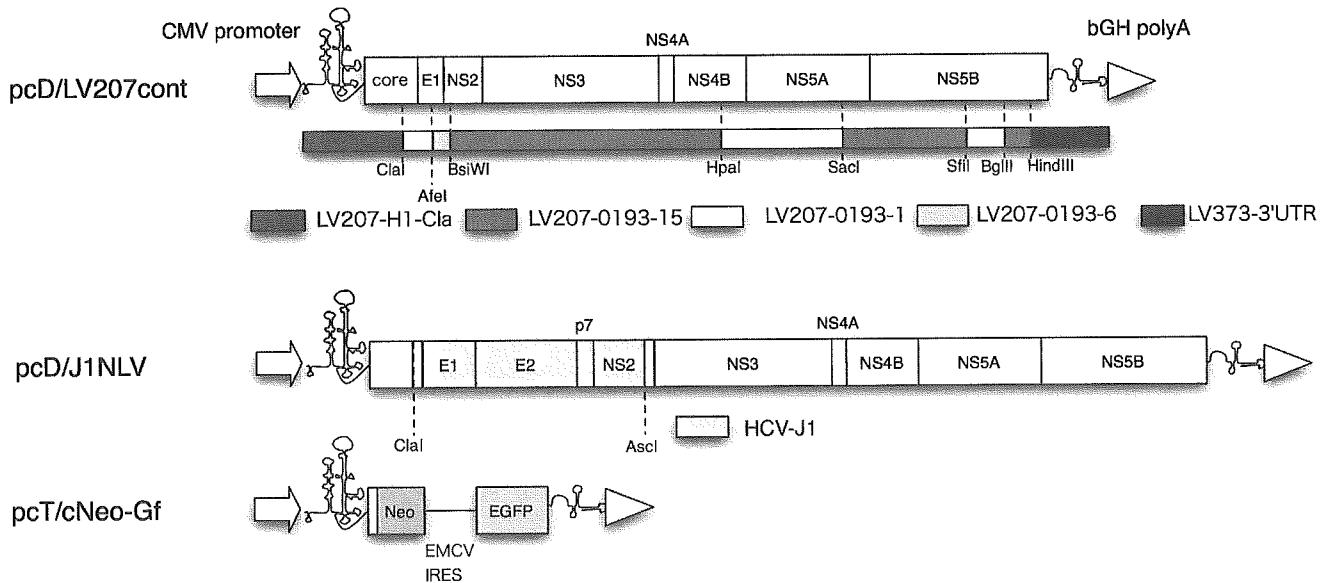 CMV promoter
NS4A
bGH polyA
pcD/LV207cont
core E1 NS2 NS3 NS4B NS5A NS5B
ClaI BsiWI HpaI SacI SfiI BglII HindIII
AfeI
LV207-H1-Cla LV207-0193-15 LV207-0193-1 LV207-0193-6 LV373-3'UTR
p7 NS4A
pcD/J1NLV
E1 E2 NS2 NS3 NS4B NS5A NS5B
ClaI AscI HCV-J1
pcT/cNeo-Gf
Neo EGFP
EMCV
IRES